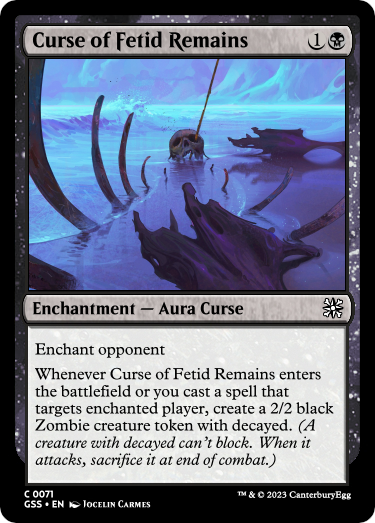 Curse of Fetid Remains 1
Enchantment — Aura Curse
Enchant opponent
Whenever Curse of Fetid Remains enters
the battlefield or you cast a spell that
targets enchanted player, create a 2/2 black
Zombie creature token with decayed. (A
creature with decayed can't block. When it
attacks, sacrifice it at end of combat.)
C 0071
GSS • EN Jocelin Carmes
™ & © 2023 CanterburyEgg